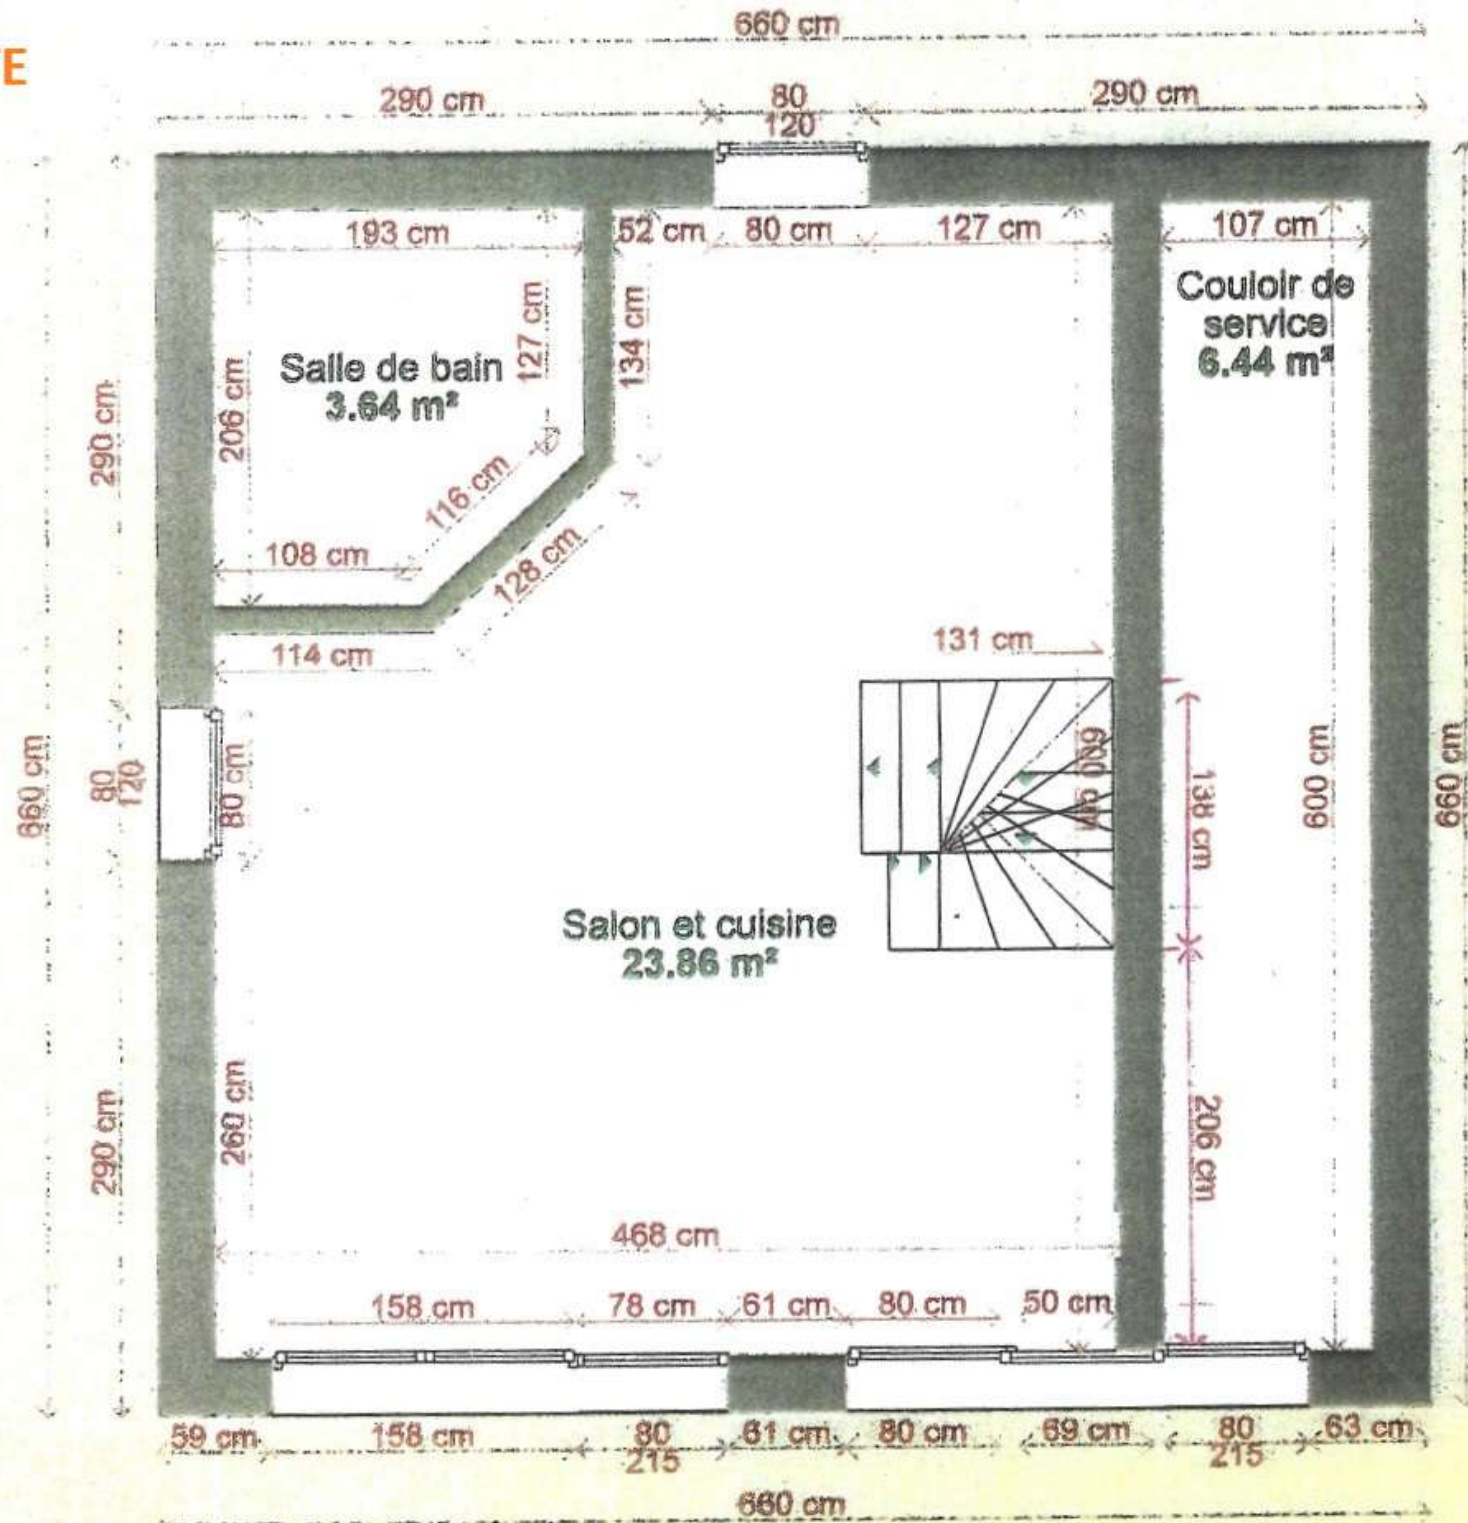 660 cm
TE
290 cm
80
120
290 cm
193 cm
52 cm
80 cm
127 cm
107 cm
Couloir de
service
6.44 m²
127 cm
134 cm
Salle de bain
3.64 m²
206 cm
290 cm
116 cm
108 cm
128 cm
114 cm
131 cm
660 cm
80
120
80 cm
600 cm
138 cm
600 cm
660 cm
Salon et cuisine
23.86 m²
260 cm
290 cm
206 cm
468 cm
158 cm
78 cm
61 cm
80 cm
50 cm
59 cm
158 cm
80
215
61 cm
80 cm
69 cm
80
215
63 cm
660 cm